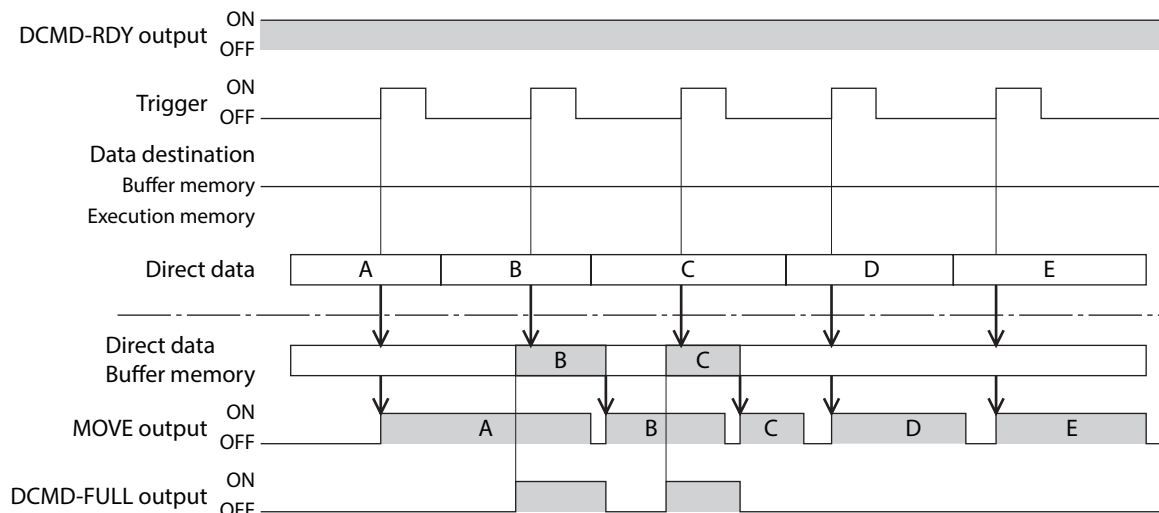 DCMD-RDY output ON
OFF
Trigger ON
OFF
Data destination
Buffer memory
Execution memory
Direct data A B C D E
Direct data
Buffer memory B C
MOVE output ON
OFF A B C D E
DCMD-FULL output ON
OFF